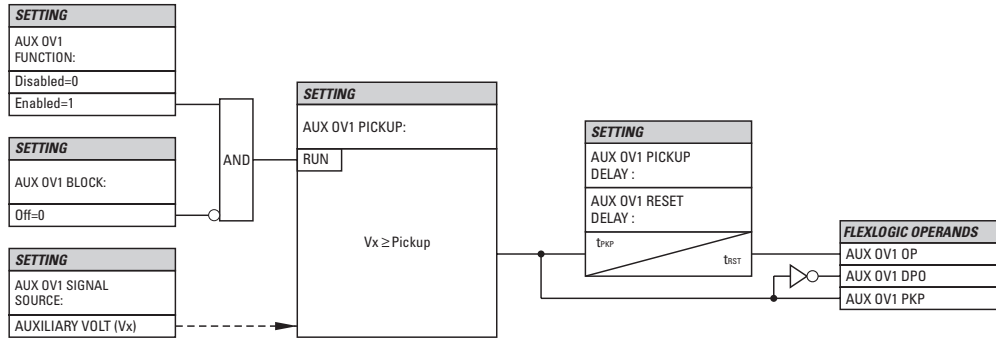 SETTING
AUX OV1
FUNCTION:
Disabled=0
Enabled=1
SETTING
AUX OV1 BLOCK:
Off=0
SETTING
AUX OV1 SIGNAL
SOURCE:
AUXILIARY VOLT (Vx)
AND
SETTING
AUX OV1 PICKUP:
RUN
Vx ≥ Pickup
SETTING
AUX OV1 PICKUP
DELAY :
AUX OV1 RESET
DELAY :
tPKP
tRST
FLEXLOGIC OPERANDS
AUX OV1 OP
AUX OV1 DPO
AUX OV1 PKP